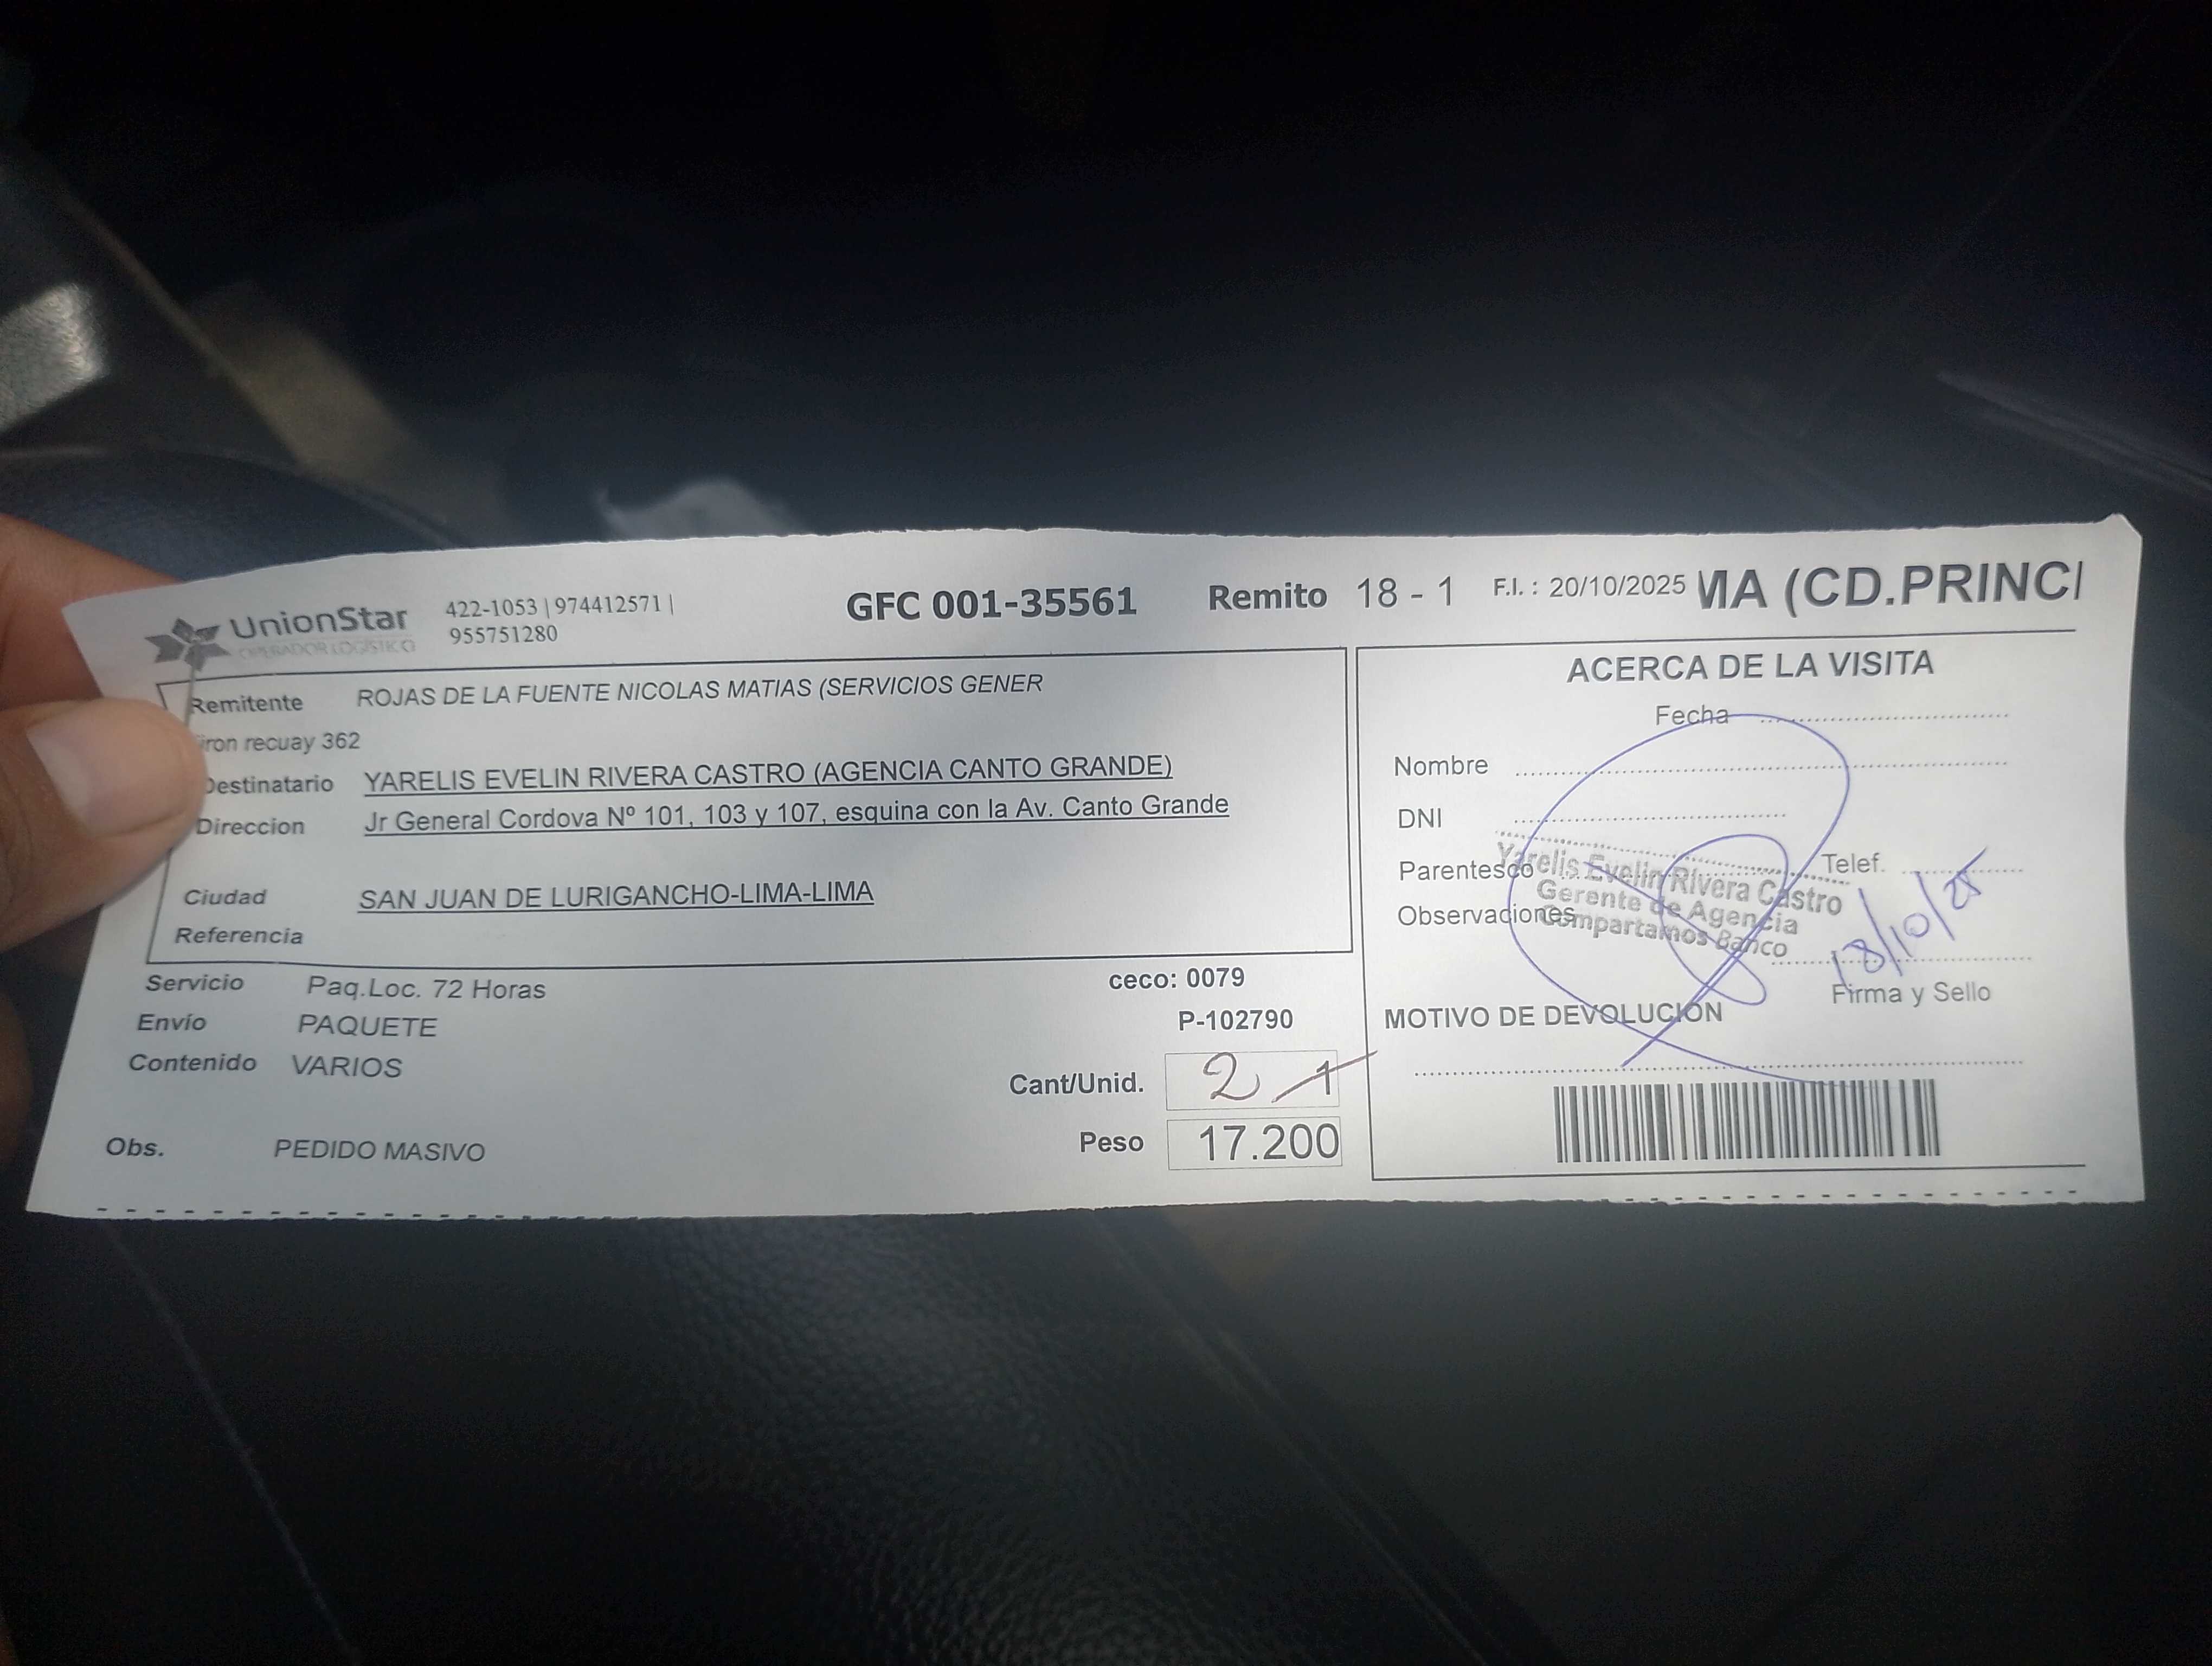 UnionStar
OPERADOR LOGÍSTICO
422-1053 | 974412571 |
955751280
GFC 001-35561
Remito 18 - 1
F.I. : 20/10/2025
MA (CD.PRINCI
Remitente ROJAS DE LA FUENTE NICOLAS MATIAS (SERVICIOS GENER
iron recuay 362
Destinatario YARELIS EVELIN RIVERA CASTRO (AGENCIA CANTO GRANDE)
Direccion Jr General Cordova Nº 101, 103 y 107, esquina con la Av. Canto Grande
Ciudad SAN JUAN DE LURIGANCHO-LIMA-LIMA
Referencia
Servicio Paq.Loc. 72 Horas
Envío PAQUETE
Contenido VARIOS
Obs. PEDIDO MASIVO
ceco: 0079
P-102790
Cant/Unid. 2 1
Peso 17.200
ACERCA DE LA VISITA
Fecha
Nombre
DNI
Parentesco
Telef.
Observaciones
Yarelis Evelin Rivera Castro
Gerente de Agencia
Compartamos Banco
18/10/25
Firma y Sello
MOTIVO DE DEVOLUCIÓN